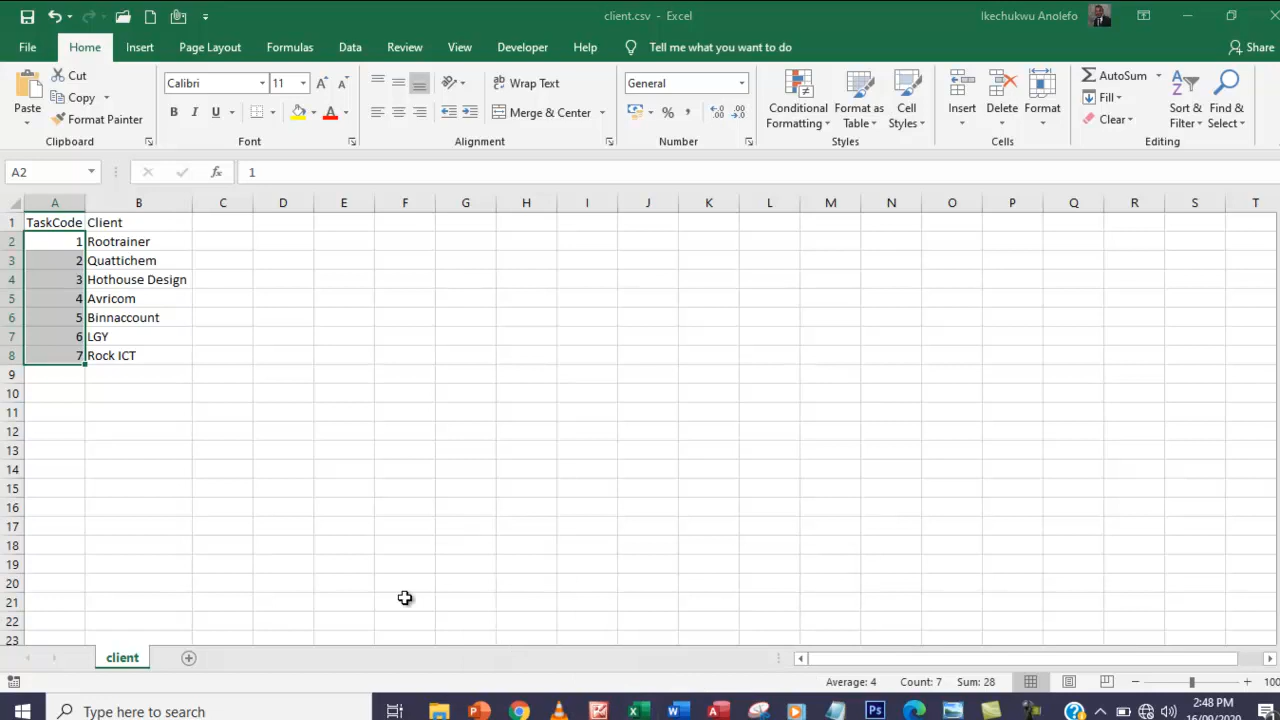 client.csv - Excel
Ikechukwu Anolefo
File Home Insert Page Layout Formulas Data Review View Developer Help Tell me what you want to do Share
Paste
Cut
Copy
Format Painter
Clipboard
Calibri 11
B I U
Font
Wrap Text
Merge & Center
Alignment
General
%
Number
Conditional Formatting
Format as Table
Cell Styles
Styles
Insert
Delete
Format
Cells
AutoSum
Fill
Clear
Sort & Filter
Find & Select
Editing
A2 fx 1
A B C D E F G H I J K L M N O P Q R S T
1 TaskCode Client
2 1 Rootrainer
3 2 Quattichem
4 3 Hothouse Design
5 4 Avricom
6 5 Binnaccount
7 6 LGY
8 7 Rock ICT
9
10
11
12
13
14
15
16
17
18
19
20
21
22
23
client
Average: 4 Count: 7 Sum: 28 100
Type here to search
2:48 PM